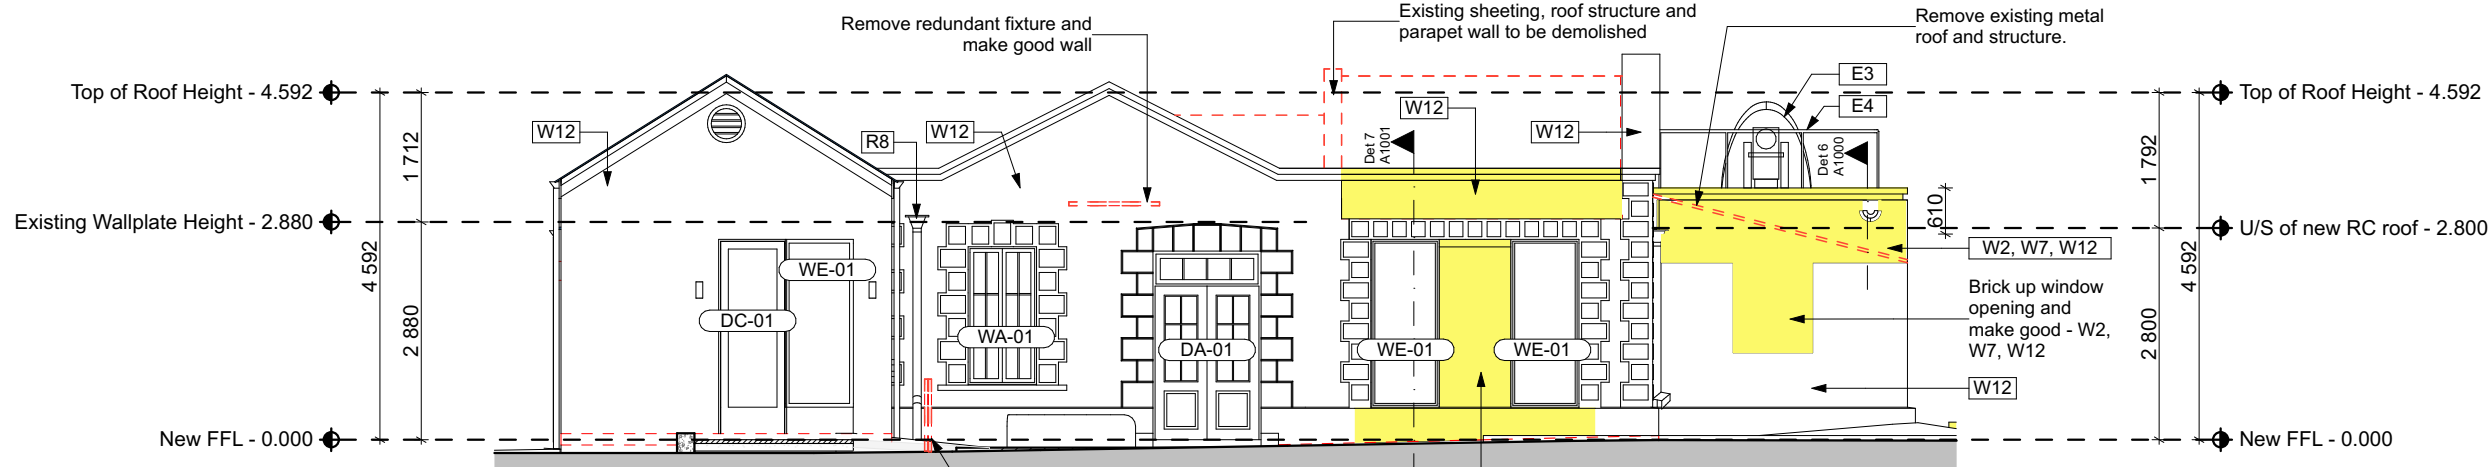 Remove redundant fixture and
make good wall
Existing sheeting, roof structure and
parapet wall to be demolished
Remove existing metal
roof and structure.
Top of Roof Height - 4.592
Existing Wallplate Height - 2.880
New FFL - 0.000
4 592
1 712
2 880
W12
R8
W12
W12
W12
E3
E4
Det 7
A1001
Det 6
A1000
WE-01
DC-01
WA-01
DA-01
WE-01
WE-01
610
W2, W7, W12
Brick up window
opening and
make good - W2,
W7, W12
W12
1 792
2 800
4 592
Top of Roof Height - 4.592
U/S of new RC roof - 2.800
New FFL - 0.000